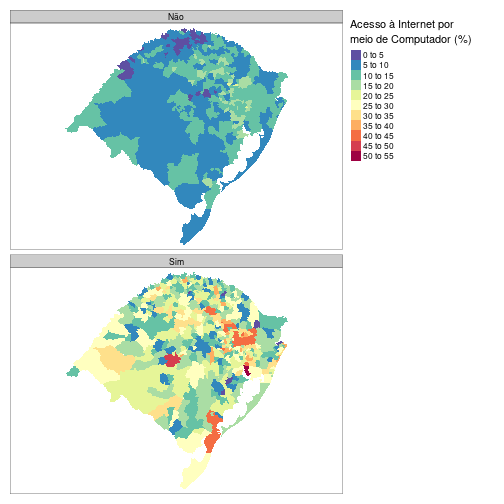 Não
Acesso à Internet por
meio de Computador (%)
0 to 5
5 to 10
10 to 15
15 to 20
20 to 25
25 to 30
30 to 35
35 to 40
40 to 45
45 to 50
50 to 55
Sim